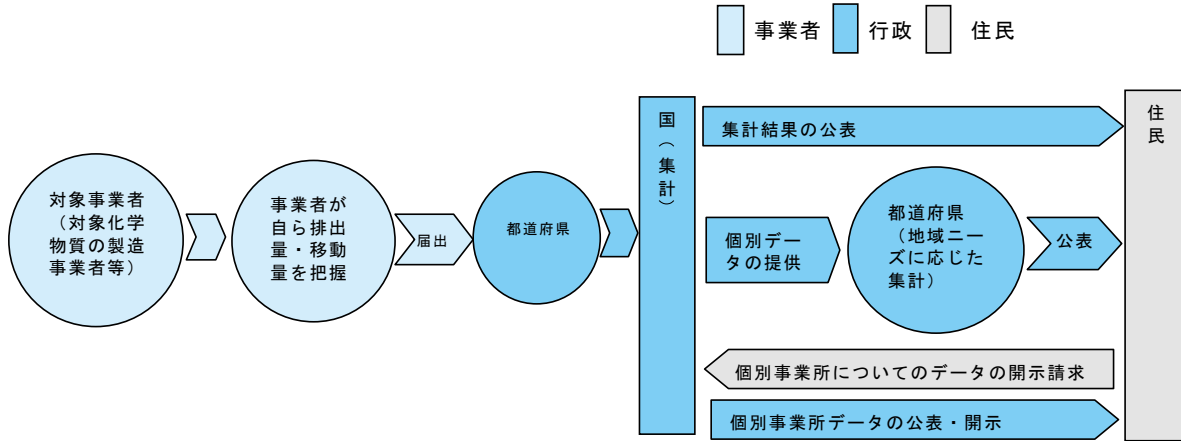 事業者
行政
住民
対象事業者
（対象化学
物質の製造
事業者等）
事業者が
自ら排出
量・移動
量を把握
届出
都道府県
国（集計）
集計結果の公表
個別デー
タの提供
都道府県
（地域ニー
ズに応じた
集計）
公表
個別事業所についてのデータの開示請求
個別事業所データの公表・開示
住民